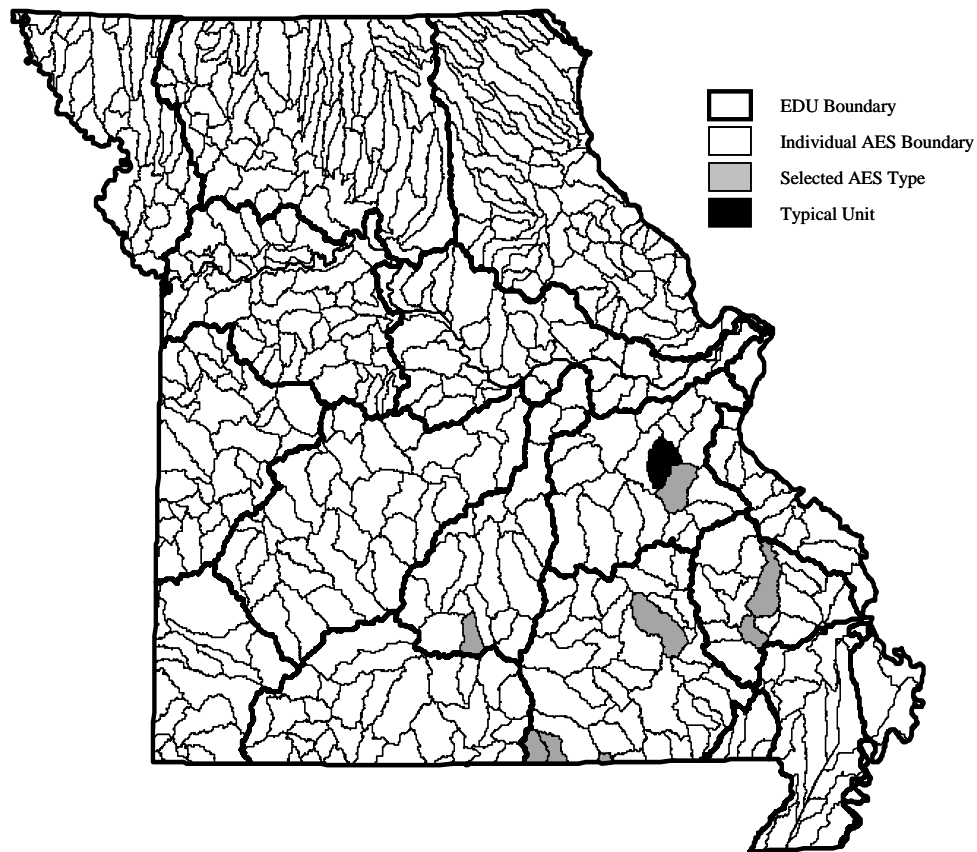 EDU Boundary
Individual AES Boundary
Selected AES Type
Typical Unit